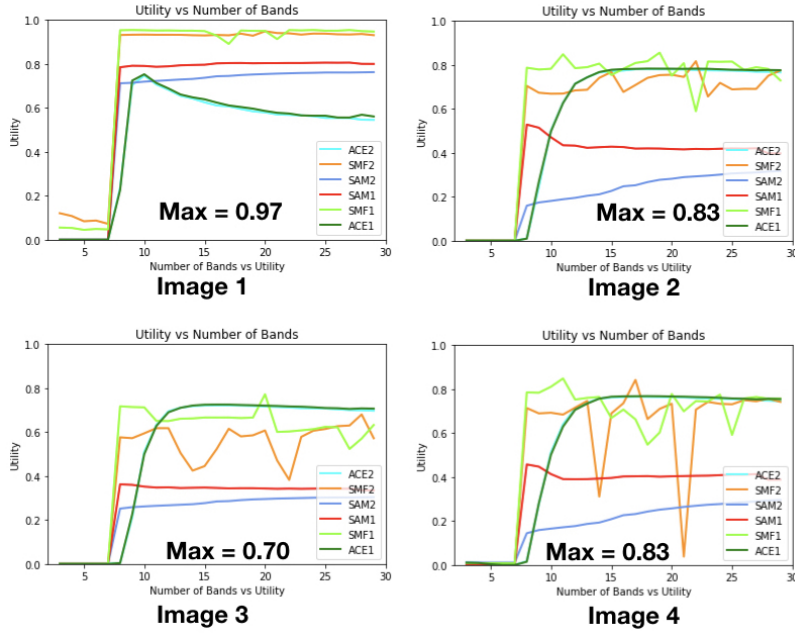 Utility vs Number of Bands
1.0
0.8
0.6
0.4
0.2
0.0
Utility
ACE2
SMF2
SAM2
SAM1
SMF1
ACE1
Max = 0.97
5 10 15 20 25 30
Number of Bands vs Utility
Image 1
Utility vs Number of Bands
1.0
0.8
0.6
0.4
0.2
0.0
Utility
ACE2
SMF2
SAM2
SAM1
SMF1
ACE1
Max = 0.83
5 10 15 20 25 30
Number of Bands vs Utility
Image 2
Utility vs Number of Bands
1.0
0.8
0.6
0.4
0.2
0.0
Utility
ACE2
SMF2
SAM2
SAM1
SMF1
ACE1
Max = 0.70
5 10 15 20 25 30
Number of Bands vs Utility
Image 3
Utility vs Number of Bands
1.0
0.8
0.6
0.4
0.2
0.0
Utility
ACE2
SMF2
SAM2
SAM1
SMF1
ACE1
Max = 0.83
5 10 15 20 25 30
Number of Bands vs Utility
Image 4